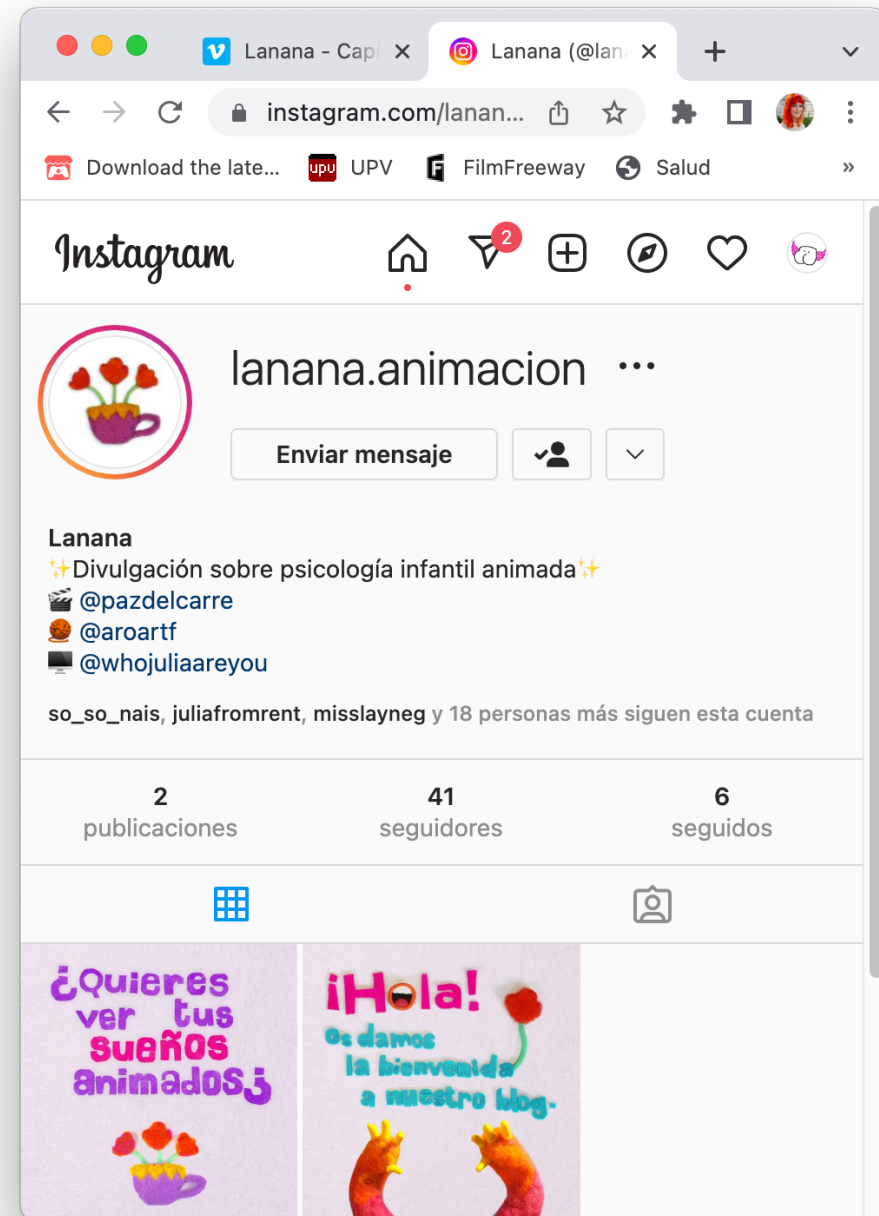 Lanana - Capí
Lanana (@lan
instagram.com/lanan...
Download the late...
upv
UPV
FilmFreeway
Salud
»
Instagram
2
lanana.animacion
Enviar mensaje
Lanana
✨Divulgación sobre psicología infantil animada✨
🎬 @pazdelcarre
🧶 @aroartf
🖥️ @whojuliaareyou
so_so_nais, juliafromrent, misslayneg y 18 personas más siguen esta cuenta
2
publicaciones
41
seguidores
6
seguidos
¿Quieres
ver tus
sueños
animados¿
¡Hola!
Os damos
la bienvenida
a nuestro blog.